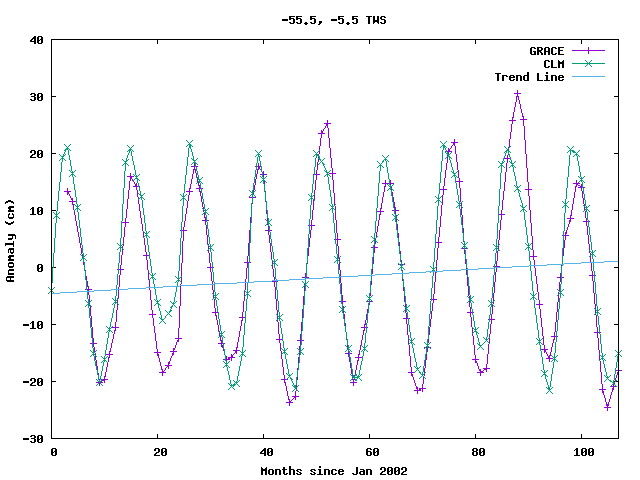 -55.5, -5.5 TWS
GRACE
CLM
Trend Line
40
30
20
10
0
-10
-20
-30
Anomaly (cm)
0 20 40 60 80 100
Months since Jan 2002